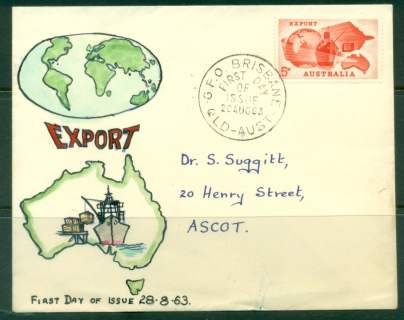 EXPORT
5D
AUSTRALIA
G.P.O. BRISBANE
FIRST DAY
OF
ISSUE
28AUG63
QLD-AUST.
EXPORT
Dr. S. Suggitt,
20 Henry Street,
ASCOT.
FIRST DAY OF ISSUE 28-8-63.